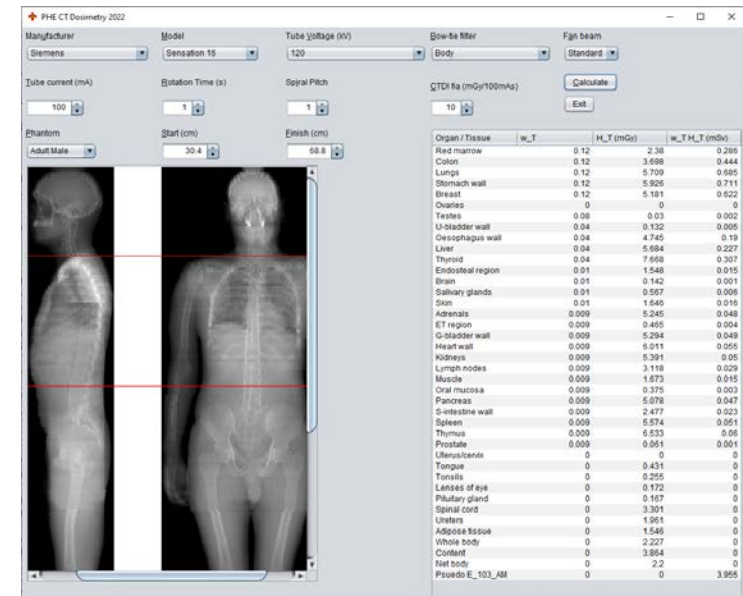 PHE CT Dosimetry 2022
Manufacturer Model Tube Voltage (kV) Bow-tie filter Fan beam
Siemens Sensation 16 120 Body Standard
Tube current (mA) Rotation Time (s) Spiral Pitch CTDI fia (mGy/100mAs) Calculate
100 1 1 10 Exit
Phantom Start (cm) Finish (cm)
Adult Male 30.4 68.8
Organ / Tissue w_T H_T (mGy) w_T H_T (mSv)
Red marrow 0.12 2.38 0.286
Colon 0.12 3.698 0.444
Lungs 0.12 5.709 0.685
Stomach wall 0.12 5.926 0.711
Breast 0.12 5.181 0.622
Ovaries 0 0 0
Testes 0.08 0.03 0.002
U-bladder wall 0.04 0.132 0.005
Oesophagus wall 0.04 4.745 0.19
Liver 0.04 5.684 0.227
Thyroid 0.04 7.668 0.307
Endosteal region 0.01 1.548 0.015
Brain 0.01 0.142 0.001
Salivary glands 0.01 0.567 0.006
Skin 0.01 1.646 0.016
Adrenals 0.009 5.245 0.048
ET region 0.009 0.465 0.004
G-bladder wall 0.009 5.294 0.049
Heart wall 0.009 6.011 0.055
Kidneys 0.009 5.391 0.05
Lymph nodes 0.009 3.118 0.029
Muscle 0.009 1.673 0.015
Oral mucosa 0.009 0.375 0.003
Pancreas 0.009 5.078 0.047
S-intestine wall 0.009 2.477 0.023
Spleen 0.009 5.574 0.051
Thymus 0.009 6.533 0.06
Prostate 0.009 0.061 0.001
Uterus/cervix 0 0 0
Tongue 0 0.431 0
Tonsils 0 0.255 0
Lenses of eye 0 0.172 0
Pituitary gland 0 0.167 0
Spinal cord 0 3.301 0
Ureters 0 1.961 0
Adipose tissue 0 1.546 0
Whole body 0 2.227 0
Content 0 3.864 0
Net body 0 2.2 0
Psuedo E_103_AM 0 0 3.955